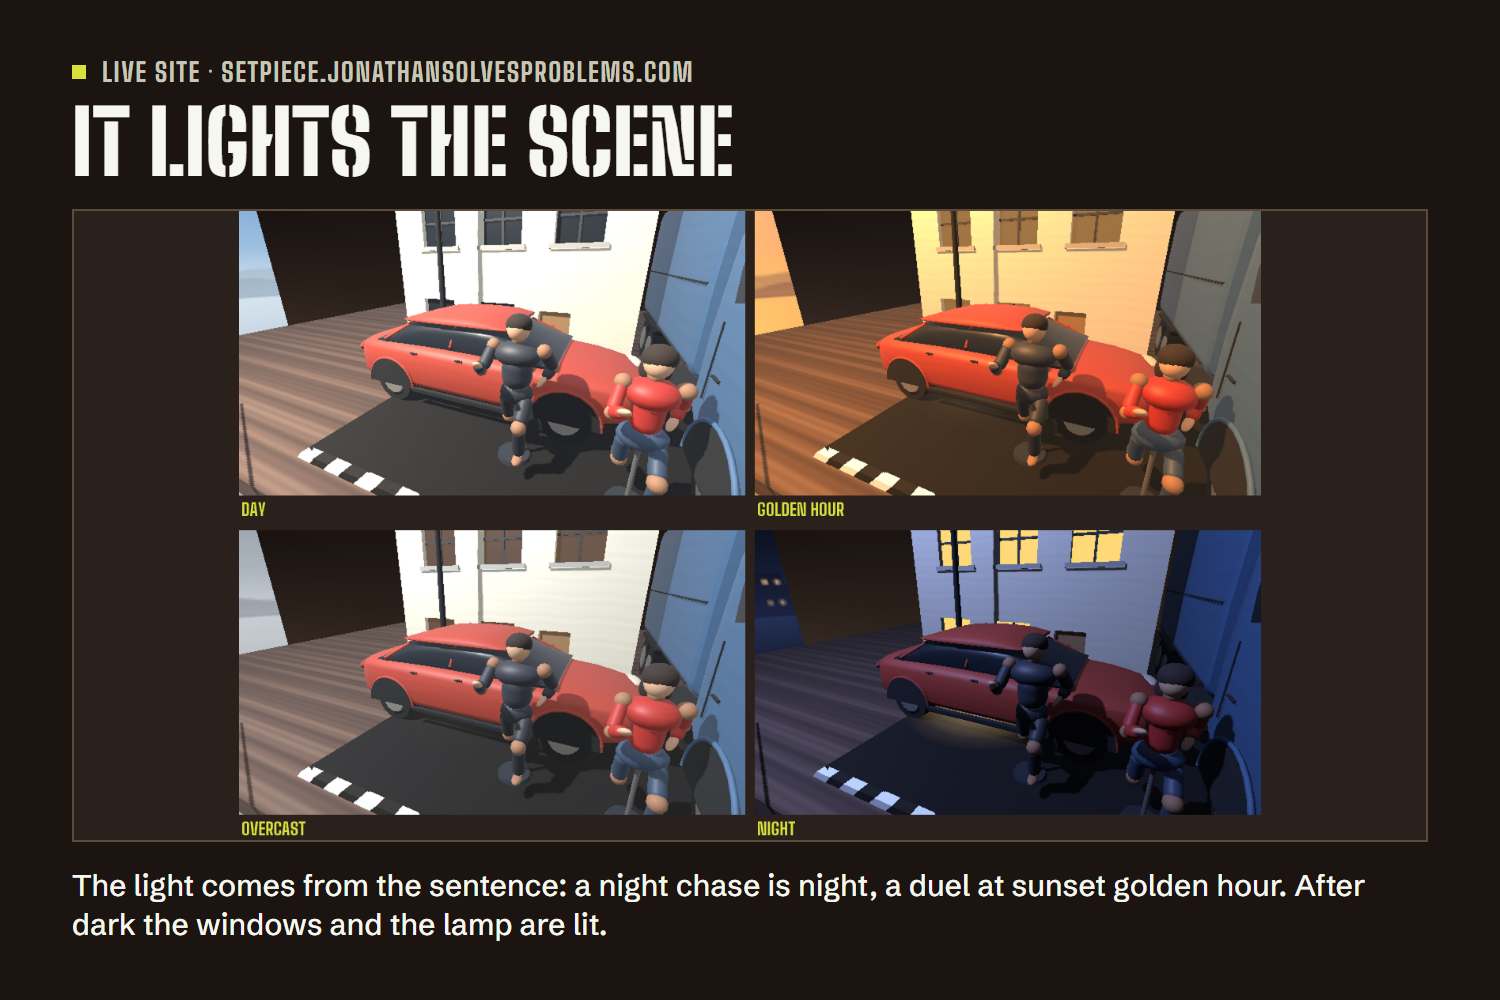 LIVE SITE · SETPIECE.JONATHANSOLVESPROBLEMS.COM
IT LIGHTS THE SCENE
DAY
GOLDEN HOUR
OVERCAST
NIGHT
The light comes from the sentence: a night chase is night, a duel at sunset golden hour. After
dark the windows and the lamp are lit.